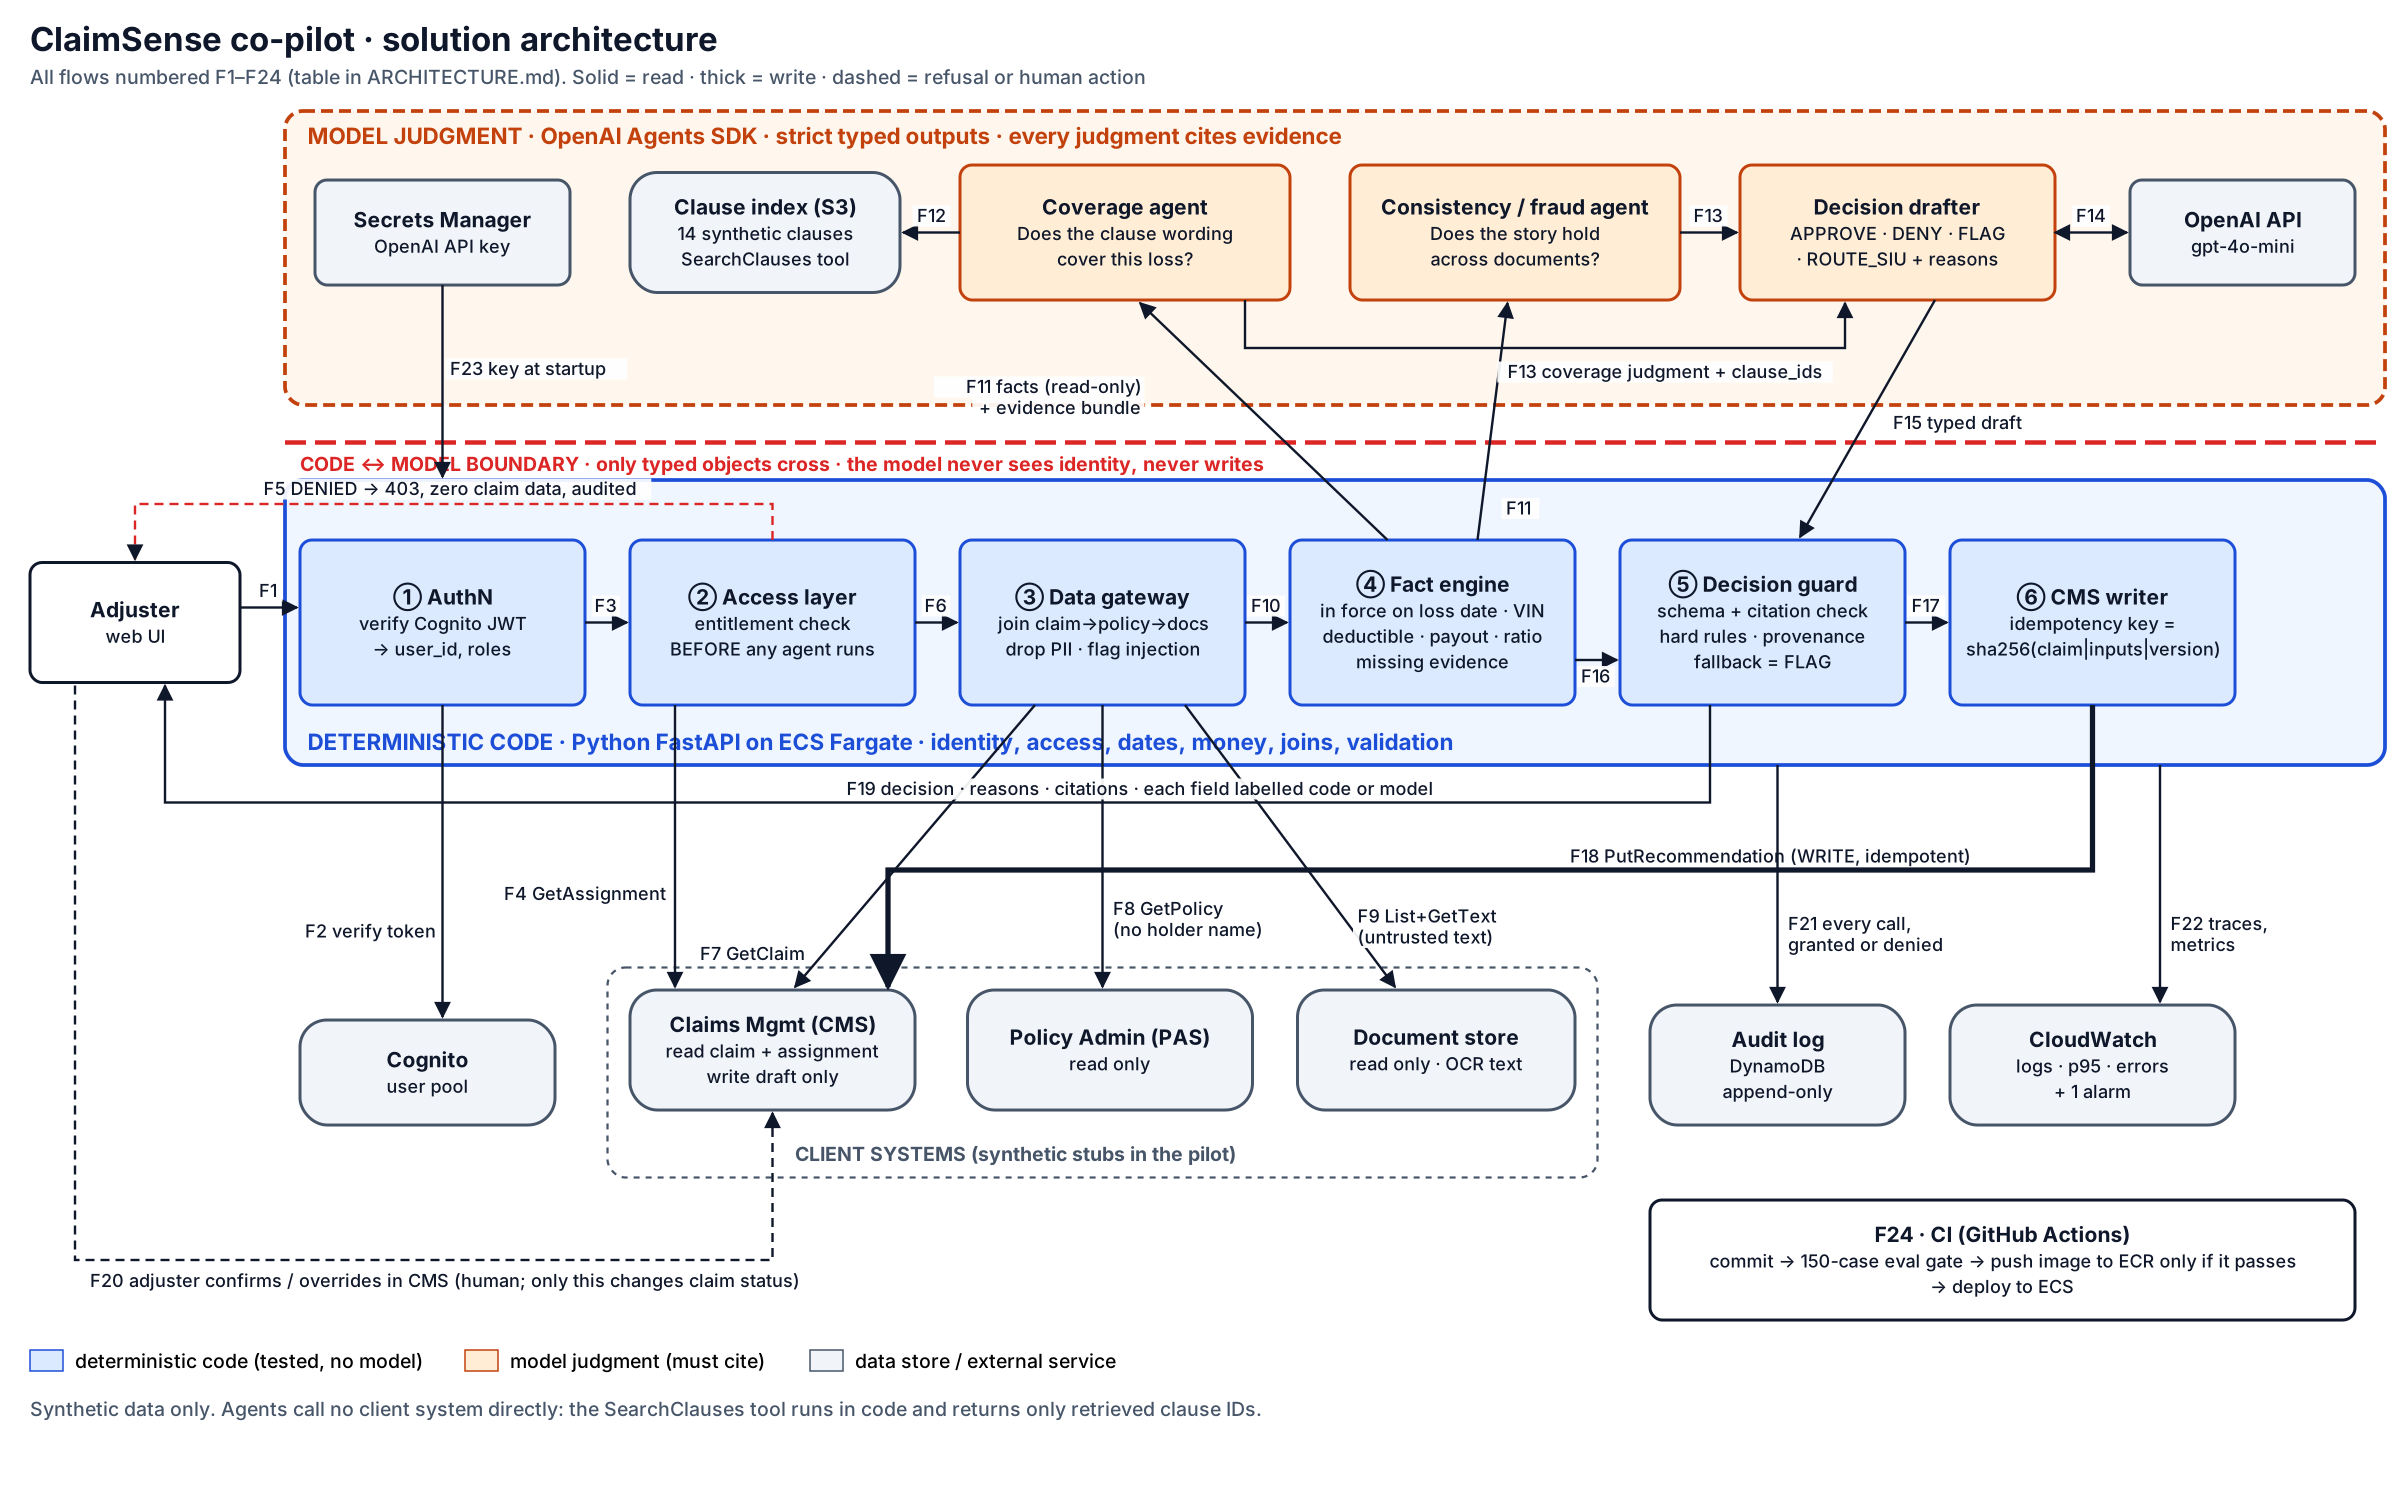 ClaimSense co-pilot · solution architecture
All flows numbered F1–F24 (table in ARCHITECTURE.md). Solid = read · thick = write · dashed = refusal or human action
MODEL JUDGMENT · OpenAI Agents SDK · strict typed outputs · every judgment cites evidence
Secrets Manager
OpenAI API key
Clause index (S3)
14 synthetic clauses
SearchClauses tool
F12
Coverage agent
Does the clause wording
cover this loss?
Consistency / fraud agent
Does the story hold
across documents?
F13
Decision drafter
APPROVE · DENY · FLAG
· ROUTE_SIU + reasons
F14
OpenAI API
gpt-4o-mini
F23 key at startup
F11 facts (read-only)
+ evidence bundle
F13 coverage judgment + clause_ids
F15 typed draft
CODE ↔ MODEL BOUNDARY · only typed objects cross · the model never sees identity, never writes
F5 DENIED → 403, zero claim data, audited
F11
Adjuster
web UI
F1
① AuthN
verify Cognito JWT
→ user_id, roles
F3
② Access layer
entitlement check
BEFORE any agent runs
F6
③ Data gateway
join claim→policy→docs
drop PII · flag injection
F10
④ Fact engine
in force on loss date · VIN
deductible · payout · ratio
missing evidence
F16
⑤ Decision guard
schema + citation check
hard rules · provenance
fallback = FLAG
F17
⑥ CMS writer
idempotency key =
sha256(claim|inputs|version)
DETERMINISTIC CODE · Python FastAPI on ECS Fargate · identity, access, dates, money, joins, validation
F19 decision · reasons · citations · each field labelled code or model
F18 PutRecommendation (WRITE, idempotent)
F4 GetAssignment
F2 verify token
F7 GetClaim
F8 GetPolicy
(no holder name)
F9 List+GetText
(untrusted text)
F21 every call,
granted or denied
F22 traces,
metrics
Cognito
user pool
Claims Mgmt (CMS)
read claim + assignment
write draft only
Policy Admin (PAS)
read only
Document store
read only · OCR text
Audit log
DynamoDB
append-only
CloudWatch
logs · p95 · errors
+ 1 alarm
CLIENT SYSTEMS (synthetic stubs in the pilot)
F20 adjuster confirms / overrides in CMS (human; only this changes claim status)
F24 · CI (GitHub Actions)
commit → 150-case eval gate → push image to ECR only if it passes
→ deploy to ECS
deterministic code (tested, no model)
model judgment (must cite)
data store / external service
Synthetic data only. Agents call no client system directly: the SearchClauses tool runs in code and returns only retrieved clause IDs.